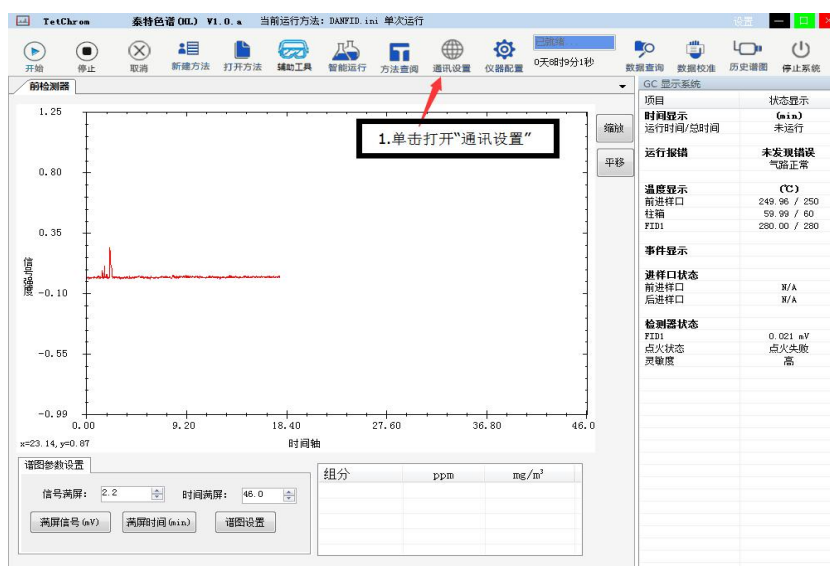 TetChrom 泰特色谱(OL) V1.0.a 当前运行方法: DANFID.ini 单次运行 设置
开始 停止 取消 新建方法 打开方法 辅助工具 智能运行 方法查阅 通讯设置 仪器配置 0天8时9分1秒 数据查询 数据校准 历史谱图 停止系统
前检测器
1.单击打开“通讯设置”
缩放
平移
1.25
0.80
0.35
-0.10
-0.55
-0.99
信号强度
0.00 9.20 18.40 27.60 36.80 46.0
x=23.14, y=0.87
时间轴
谱图参数设置
信号满屏: 2.2 时间满屏: 46.0
满屏信号(mV) 满屏时间(min) 谱图设置
组分 ppm mg/m³
GC 显示系统
项目 状态显示
时间显示 (min)
运行时间/总时间 未运行
运行报错 未发现错误
气路正常
温度显示 (℃)
前进样口 249.96 / 250
柱箱 59.99 / 60
FID1 280.00 / 280
事件显示
进样口状态
前进样口 N/A
后进样口 N/A
检测器状态
FID1 0.021 mV
点火状态 点火失败
灵敏度 高